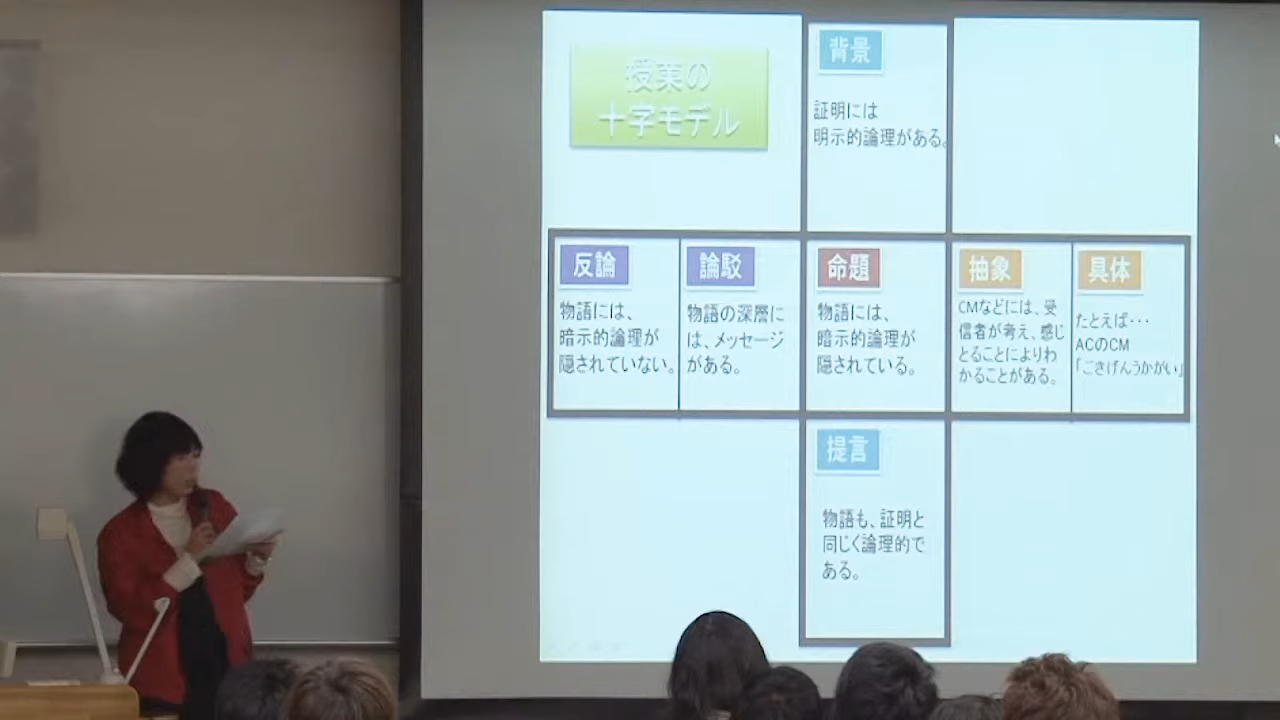 授業の
十字モデル
背景
証明には
明示的論理がある。
反論
物語には、
暗示的論理が
隠されていない。
論駁
物語の深層に
は、メッセージ
がある。
命題
物語には、
暗示的論理が
隠されている。
抽象
CMなどには、受
信者が考え、感じ
とることによりわ
かることがある。
具体
たとえば・・・
ACのCM
「ごきげんうかがい」
提言
物語も、証明と
同じく論理的で
ある。